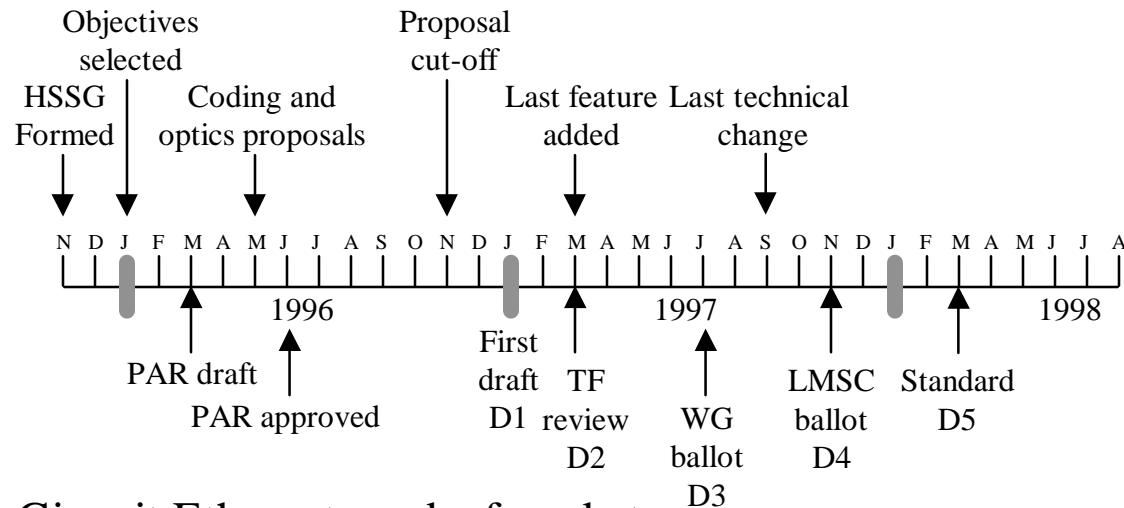 Objectives
selected
Proposal
cut-off
HSSG
Formed
Coding and
optics proposals
Last feature
added
Last technical
change
N D J F M A M J J A S O N D J F M A M J J A S O N D J F M A M J J A
1996
1997
1998
PAR draft
PAR approved
First
draft
D1
TF
review
D2
WG
ballot
D3
LMSC
ballot
D4
Standard
D5
Gigabit Ethernet